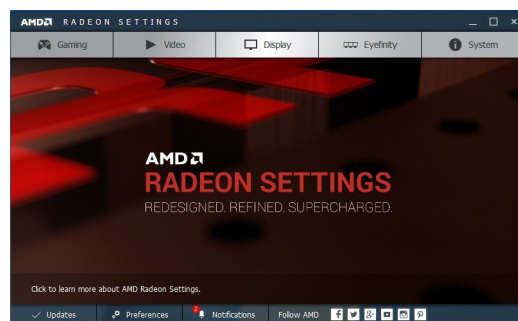 AMD RADEON SETTINGS
Gaming Video Display Eyefinity System
AMD
RADEON SETTINGS
REDESIGNED. REFINED. SUPERCHARGED.
Click to learn more about AMD Radeon Settings.
Updates Preferences Notifications Follow AMD